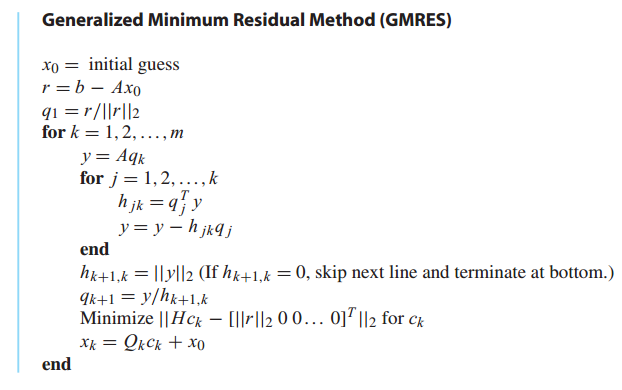 Generalized Minimum Residual Method (GMRES)
x₀ = initial guess
r = b − Ax₀
q₁ = r/||r||₂
for k = 1, 2, . . . , m
y = Aqₖ
for j = 1, 2, . . . , k
hⱼₖ = qⱼᵀ y
y = y − hⱼₖqⱼ
end
hₖ₊₁,ₖ = ||y||₂ (If hₖ₊₁,ₖ = 0, skip next line and terminate at bottom.)
qₖ₊₁ = y/hₖ₊₁,ₖ
Minimize ||Hcₖ − [||r||₂ 0 0 . . . 0]ᵀ||₂ for cₖ
xₖ = Qₖcₖ + x₀
end